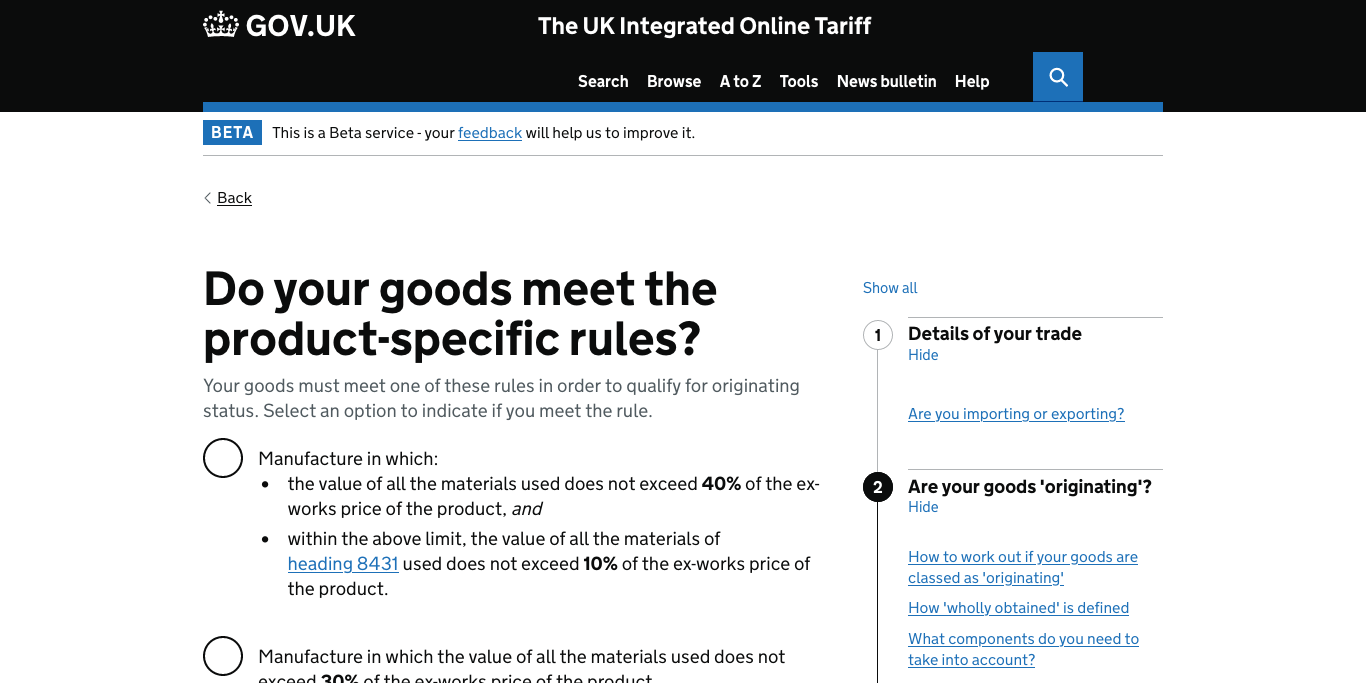 GOV.UK
The UK Integrated Online Tariff
Search Browse A to Z Tools News bulletin Help
BETA This is a Beta service - your feedback will help us to improve it.
Back
Do your goods meet the
product-specific rules?
Your goods must meet one of these rules in order to qualify for originating
status. Select an option to indicate if you meet the rule.
Manufacture in which:
• the value of all the materials used does not exceed 40% of the ex-
works price of the product, and
• within the above limit, the value of all the materials of
heading 8431 used does not exceed 10% of the ex-works price of
the product.
Manufacture in which the value of all the materials used does not
exceed 30% of the ex-works price of the product.
Show all
1 Details of your trade
Hide
Are you importing or exporting?
2 Are your goods 'originating'?
Hide
How to work out if your goods are
classed as 'originating'
How 'wholly obtained' is defined
What components do you need to
take into account?